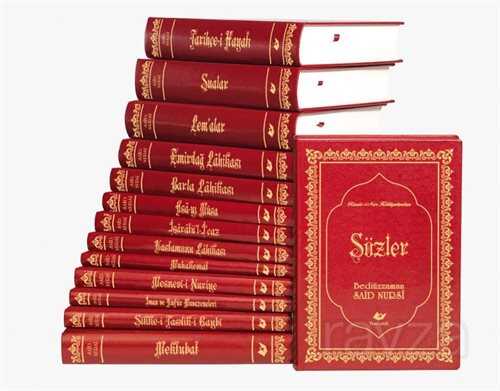 Tarihçe-i Hayatı
Şualar
Lem'alar
Emirdağ Lâhikası
Barla Lâhikası
Asâ-yı Mûsa
İşârâtü'l-İ'caz
Kastamonu Lâhikası
Muhakemat
Mesnevî-i Nuriye
İman ve Küfür Muvazeneleri
Sikke-i Tasdik-i Gaybî
Mektubat
Risale-i Nur Külliyatından
Sözler
Bediüzzaman
SAİD NURSÎ